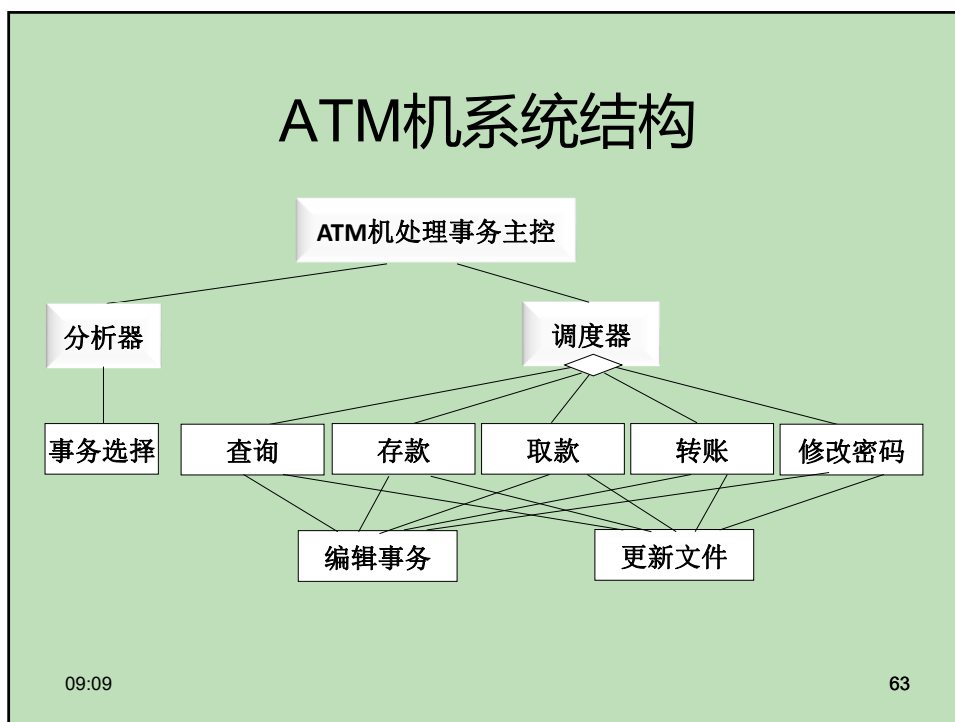 ATM机系统结构
ATM机处理事务主控
分析器
调度器
事务选择
查询
存款
取款
转账
修改密码
编辑事务
更新文件
09:09
63